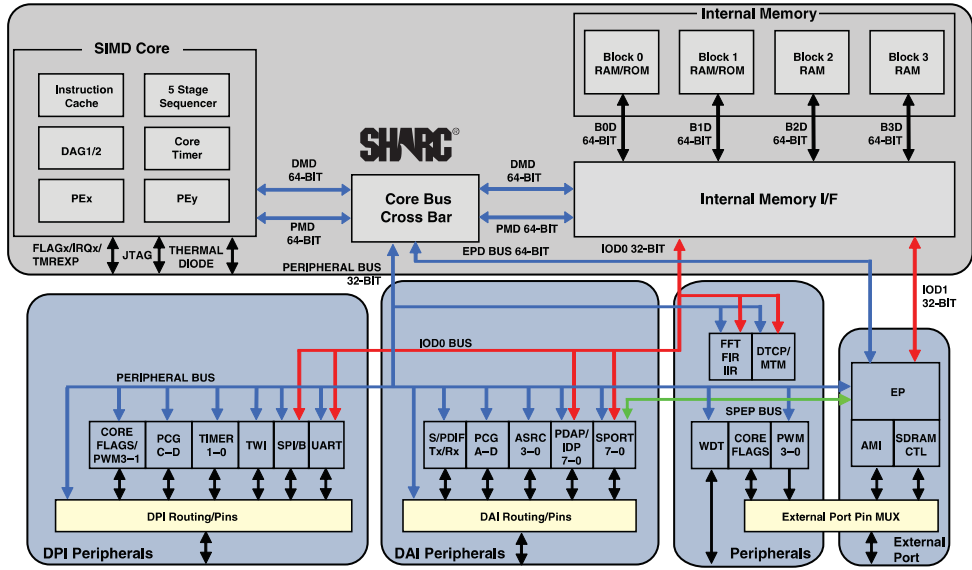 Internal Memory
SIMD Core
Block 0
RAM/ROM
Block 1
RAM/ROM
Block 2
RAM
Block 3
RAM
Instruction
Cache
5 Stage
Sequencer
DAG1/2
Core
Timer
PEx
PEy
B0D
64-BIT
B1D
64-BIT
B2D
64-BIT
B3D
64-BIT
SHARC®
DMD
64-BIT
DMD
64-BIT
Core Bus
Cross Bar
Internal Memory I/F
PMD
64-BIT
PMD 64-BIT
FLAGx/IRQx/
TMREXP
JTAG
THERMAL
DIODE
EPD BUS 64-BIT
IOD0 32-BIT
PERIPHERAL BUS
32-BIT
IOD1
32-BIT
IOD0 BUS
PERIPHERAL BUS
FFT
FIR
IIR
DTCP/
MTM
EP
SPEP BUS
CORE
FLAGS/
PWM3-1
PCG
C-D
TIMER
1-0
TWI
SPI/B
UART
S/PDIF
Tx/Rx
PCG
A-D
ASRC
3-0
PDAP/
IDP
7-0
SPORT
7-0
WDT
CORE
FLAGS
PWM
3-0
AMI
SDRAM
CTL
DPI Routing/Pins
DAI Routing/Pins
External Port Pin MUX
DPI Peripherals
DAI Peripherals
Peripherals
External
Port